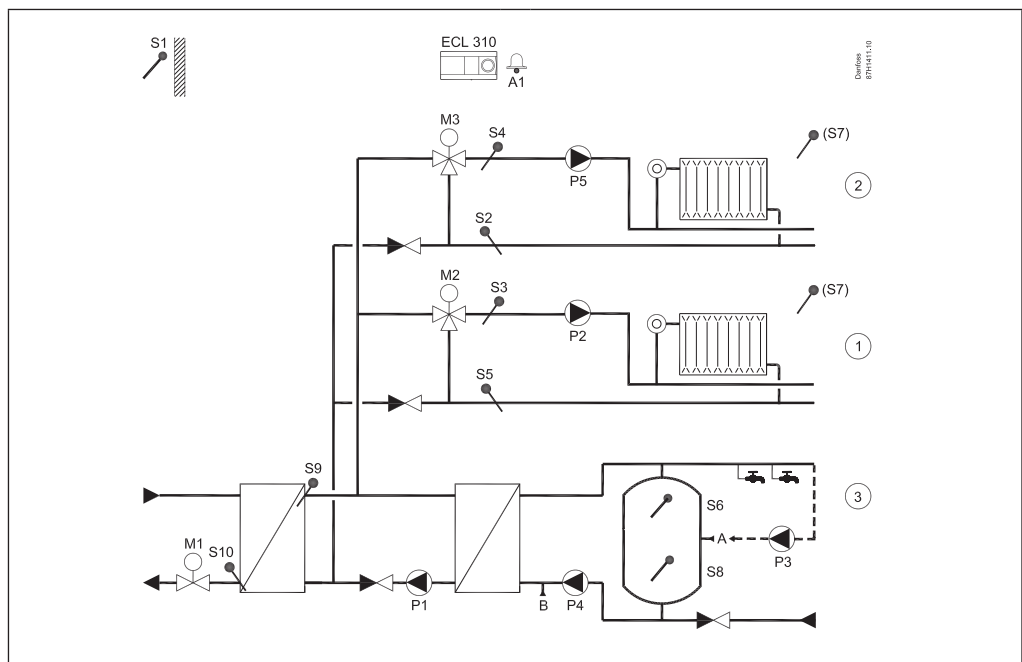 S1
ECL 310
A1
Danfoss
87H1411.10
M3
S4
P5
(S7)
2
S2
M2
S3
P2
(S7)
1
S5
S9
3
S6
A
P3
M1
S10
S8
P1
B
P4